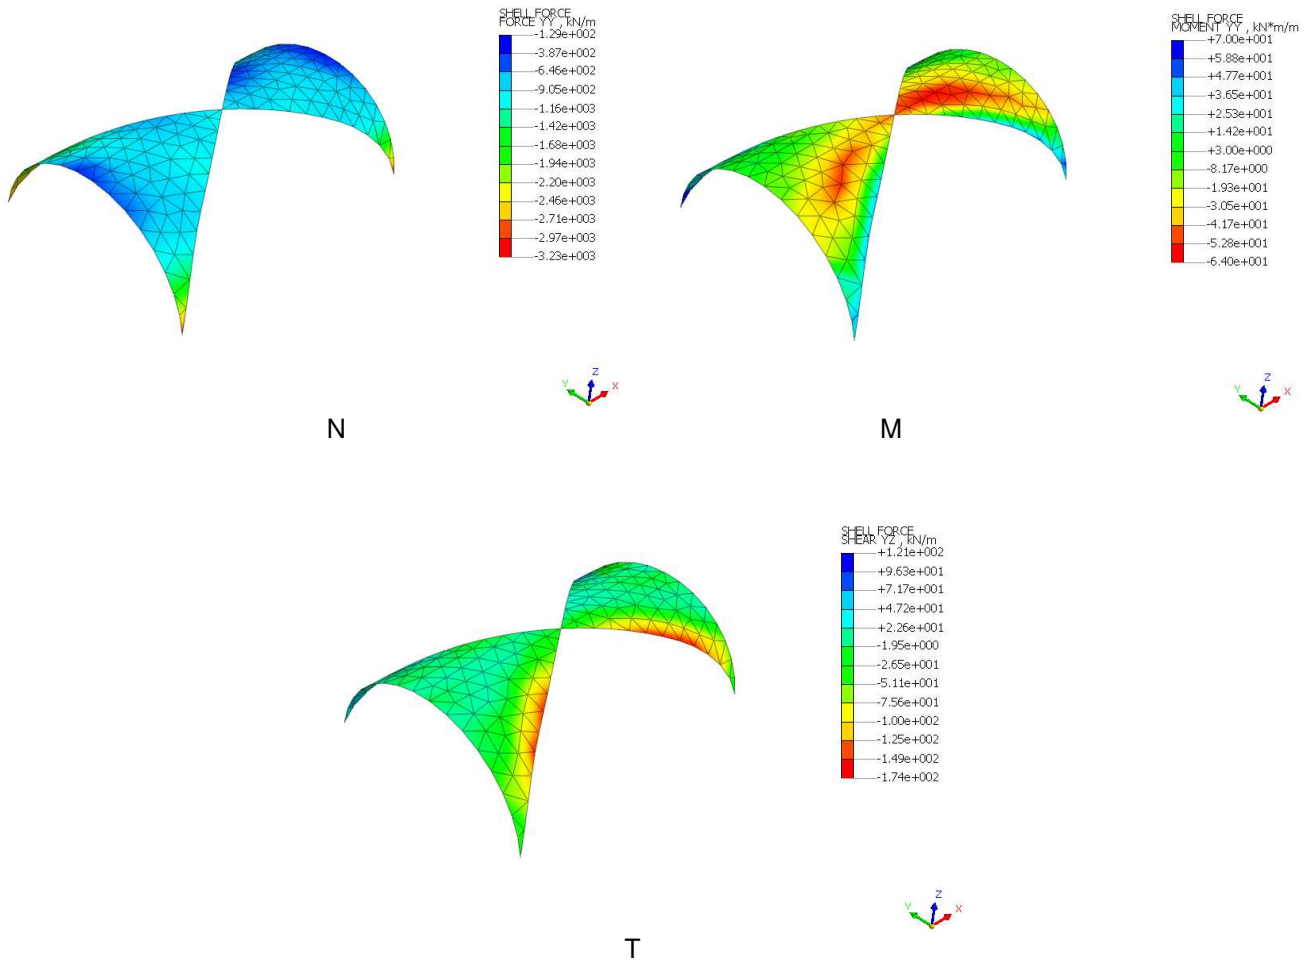 SHELL FORCE
FORCE YY , kN/m
-1.29e+002
-3.87e+002
-6.46e+002
-9.05e+002
-1.16e+003
-1.42e+003
-1.68e+003
-1.94e+003
-2.20e+003
-2.46e+003
-2.71e+003
-2.97e+003
-3.23e+003
Y Z X
N
SHELL FORCE
MOMENT YY , kN*m/m
+7.00e+001
+5.88e+001
+4.77e+001
+3.65e+001
+2.53e+001
+1.42e+001
+3.00e+000
-8.17e+000
-1.93e+001
-3.05e+001
-4.17e+001
-5.28e+001
-6.40e+001
Y Z X
M
SHELL FORCE
SHEAR YZ , kN/m
+1.21e+002
+9.63e+001
+7.17e+001
+4.72e+001
+2.26e+001
-1.95e+000
-2.65e+001
-5.11e+001
-7.56e+001
-1.00e+002
-1.25e+002
-1.49e+002
-1.74e+002
Y Z X
T